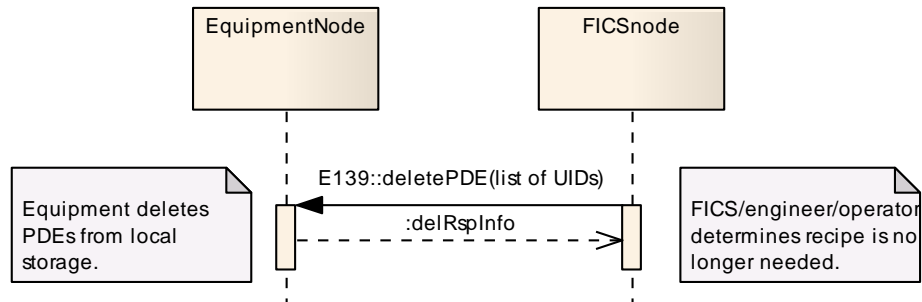 EquipmentNode
FICSnode
E139::deletePDE(list of UIDs)
:delRspInfo
Equipment deletes
PDEs from local
storage.
FICS/engineer/operator
determines recipe is no
longer needed.